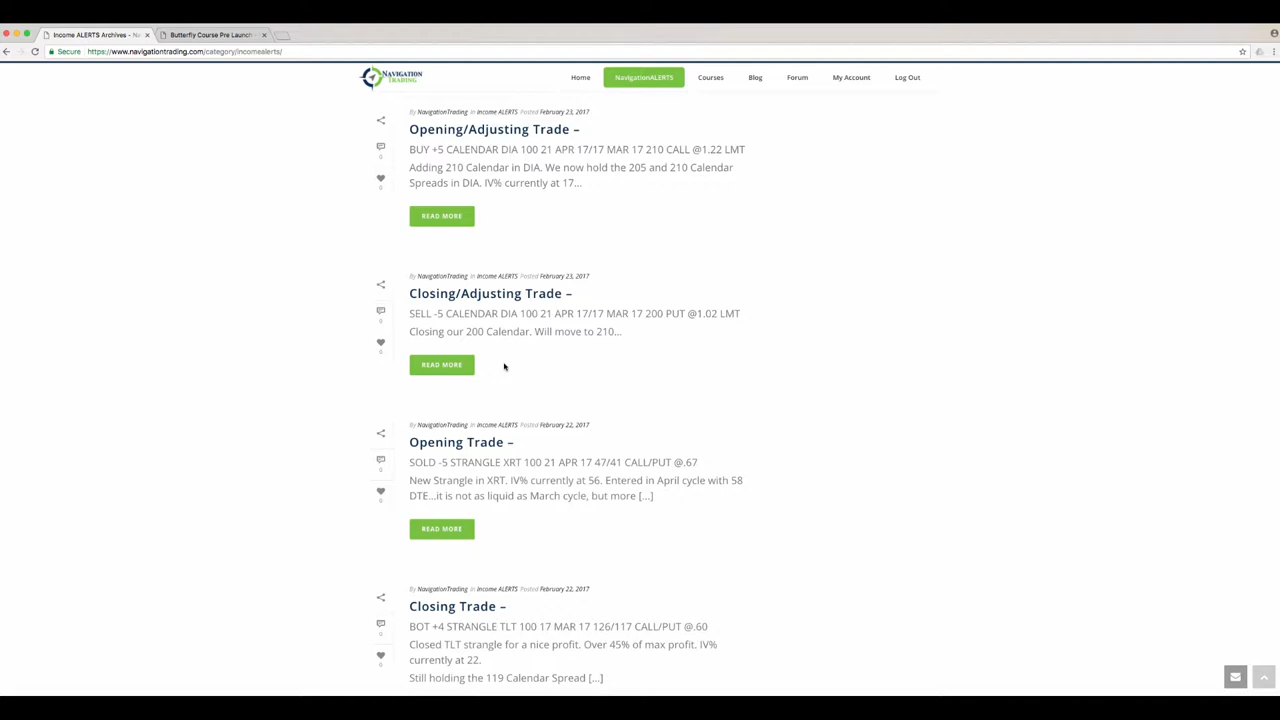 Income ALERTS Archives - Na
Butterfly Course Pre Launch -
Secure https://www.navigationtrading.com/category/incomealerts/
NAVIGATION
TRADING
Home
NavigationALERTS
Courses
Blog
Forum
My Account
Log Out
By NavigationTrading In Income ALERTS Posted February 23, 2017
Opening/Adjusting Trade –
0
BUY +5 CALENDAR DIA 100 21 APR 17/17 MAR 17 210 CALL @1.22 LMT
Adding 210 Calendar in DIA. We now hold the 205 and 210 Calendar
0
Spreads in DIA. IV% currently at 17...
READ MORE
By NavigationTrading In Income ALERTS Posted February 23, 2017
Closing/Adjusting Trade –
0
SELL -5 CALENDAR DIA 100 21 APR 17/17 MAR 17 200 PUT @1.02 LMT
Closing our 200 Calendar. Will move to 210...
0
READ MORE
By NavigationTrading In Income ALERTS Posted February 22, 2017
Opening Trade –
0
SOLD -5 STRANGLE XRT 100 21 APR 17 47/41 CALL/PUT @.67
New Strangle in XRT. IV% currently at 56. Entered in April cycle with 58
0
DTE...it is not as liquid as March cycle, but more [...]
READ MORE
By NavigationTrading In Income ALERTS Posted February 22, 2017
Closing Trade –
0
BOT +4 STRANGLE TLT 100 17 MAR 17 126/117 CALL/PUT @.60
Closed TLT strangle for a nice profit. Over 45% of max profit. IV%
0
currently at 22.
Still holding the 119 Calendar Spread [...]